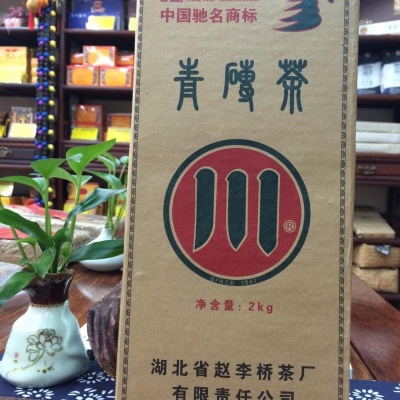 中国驰名商标
青砖茶
川®
SINCE 1861
净含量：2kg
湖北省赵李桥茶厂
有限责任公司